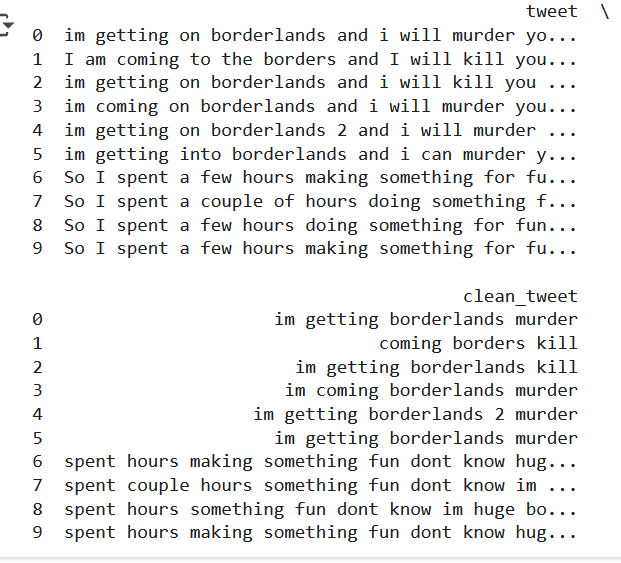 tweet \
0 im getting on borderlands and i will murder yo...
1 I am coming to the borders and I will kill you...
2 im getting on borderlands and i will kill you ...
3 im coming on borderlands and i will murder you...
4 im getting on borderlands 2 and i will murder ...
5 im getting into borderlands and i can murder y...
6 So I spent a few hours making something for fu...
7 So I spent a couple of hours doing something f...
8 So I spent a few hours doing something for fun...
9 So I spent a few hours making something for fu...
clean_tweet
0 im getting borderlands murder
1 coming borders kill
2 im getting borderlands kill
3 im coming borderlands murder
4 im getting borderlands 2 murder
5 im getting borderlands murder
6 spent hours making something fun dont know hug...
7 spent couple hours something fun dont know im ...
8 spent hours something fun dont know im huge bo...
9 spent hours making something fun dont know hug...